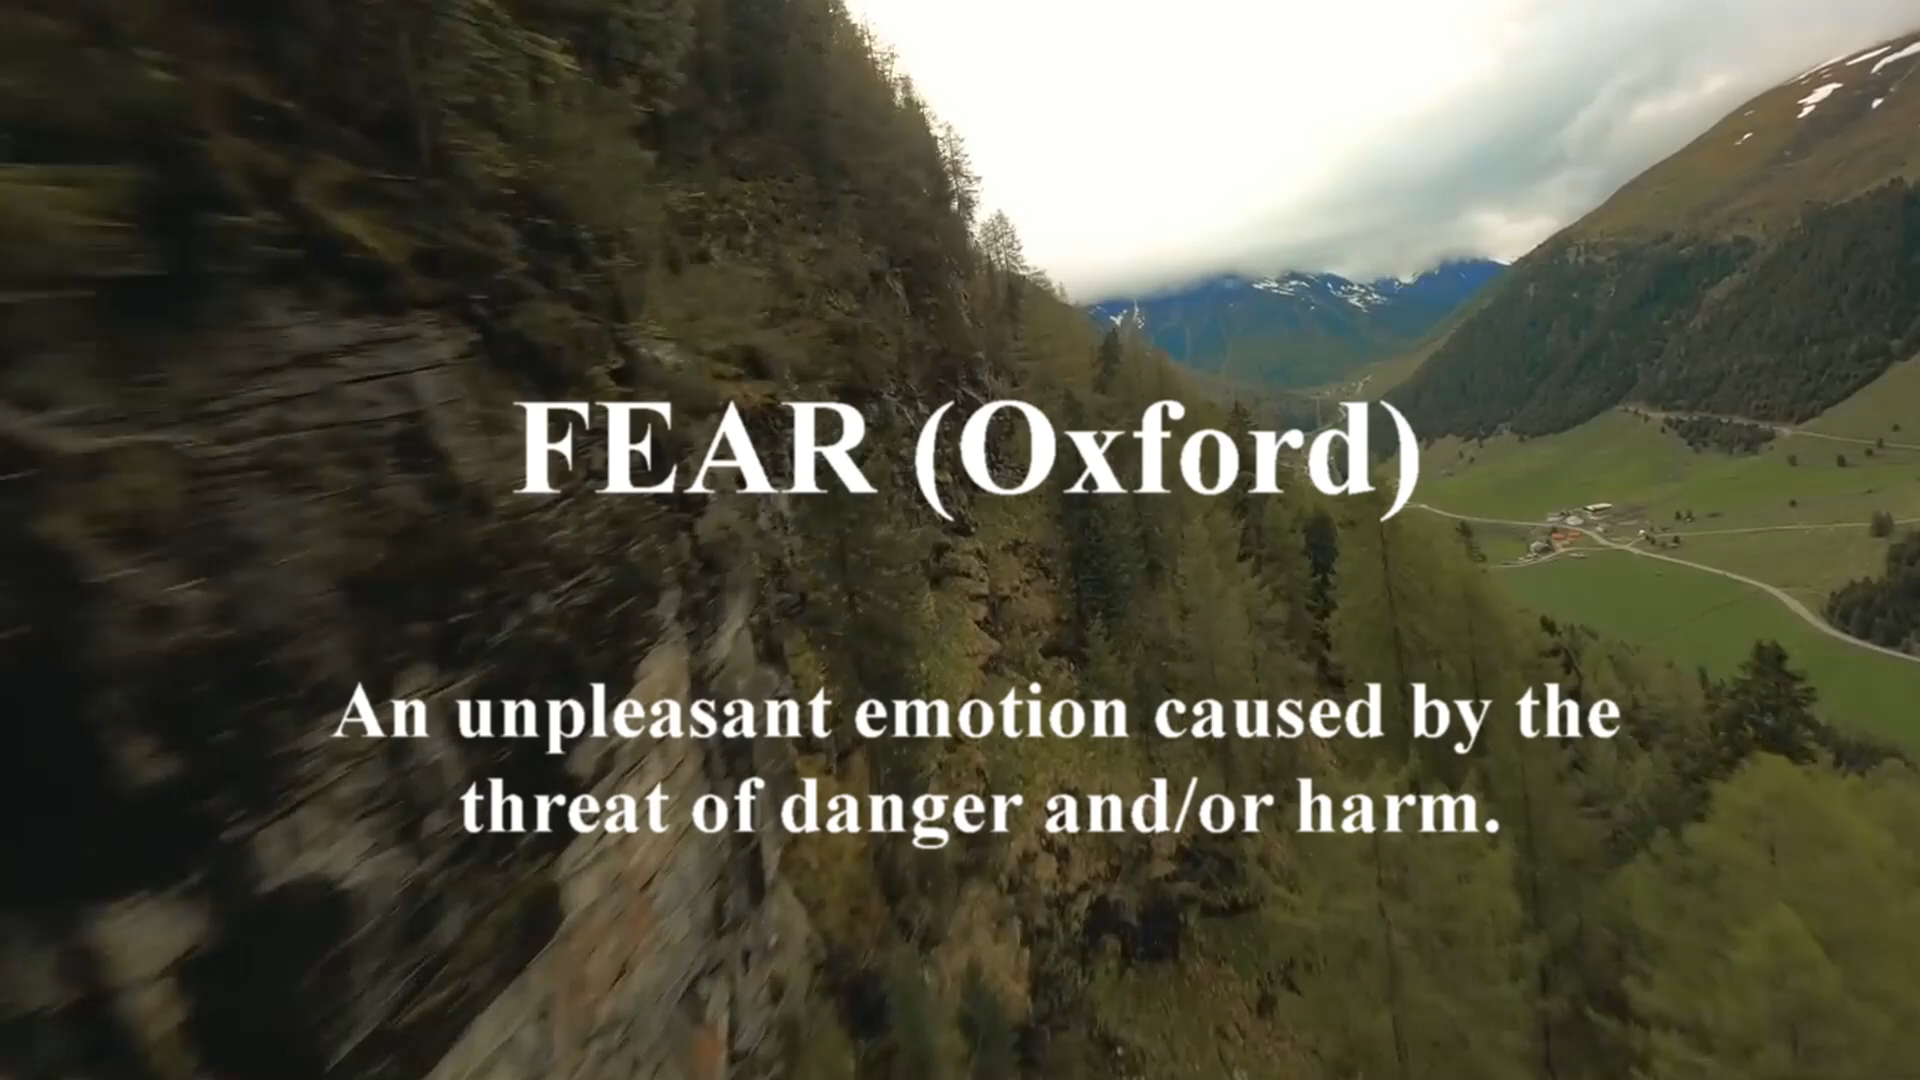 FEAR (Oxford)
An unpleasant emotion caused by the
threat of danger and/or harm.